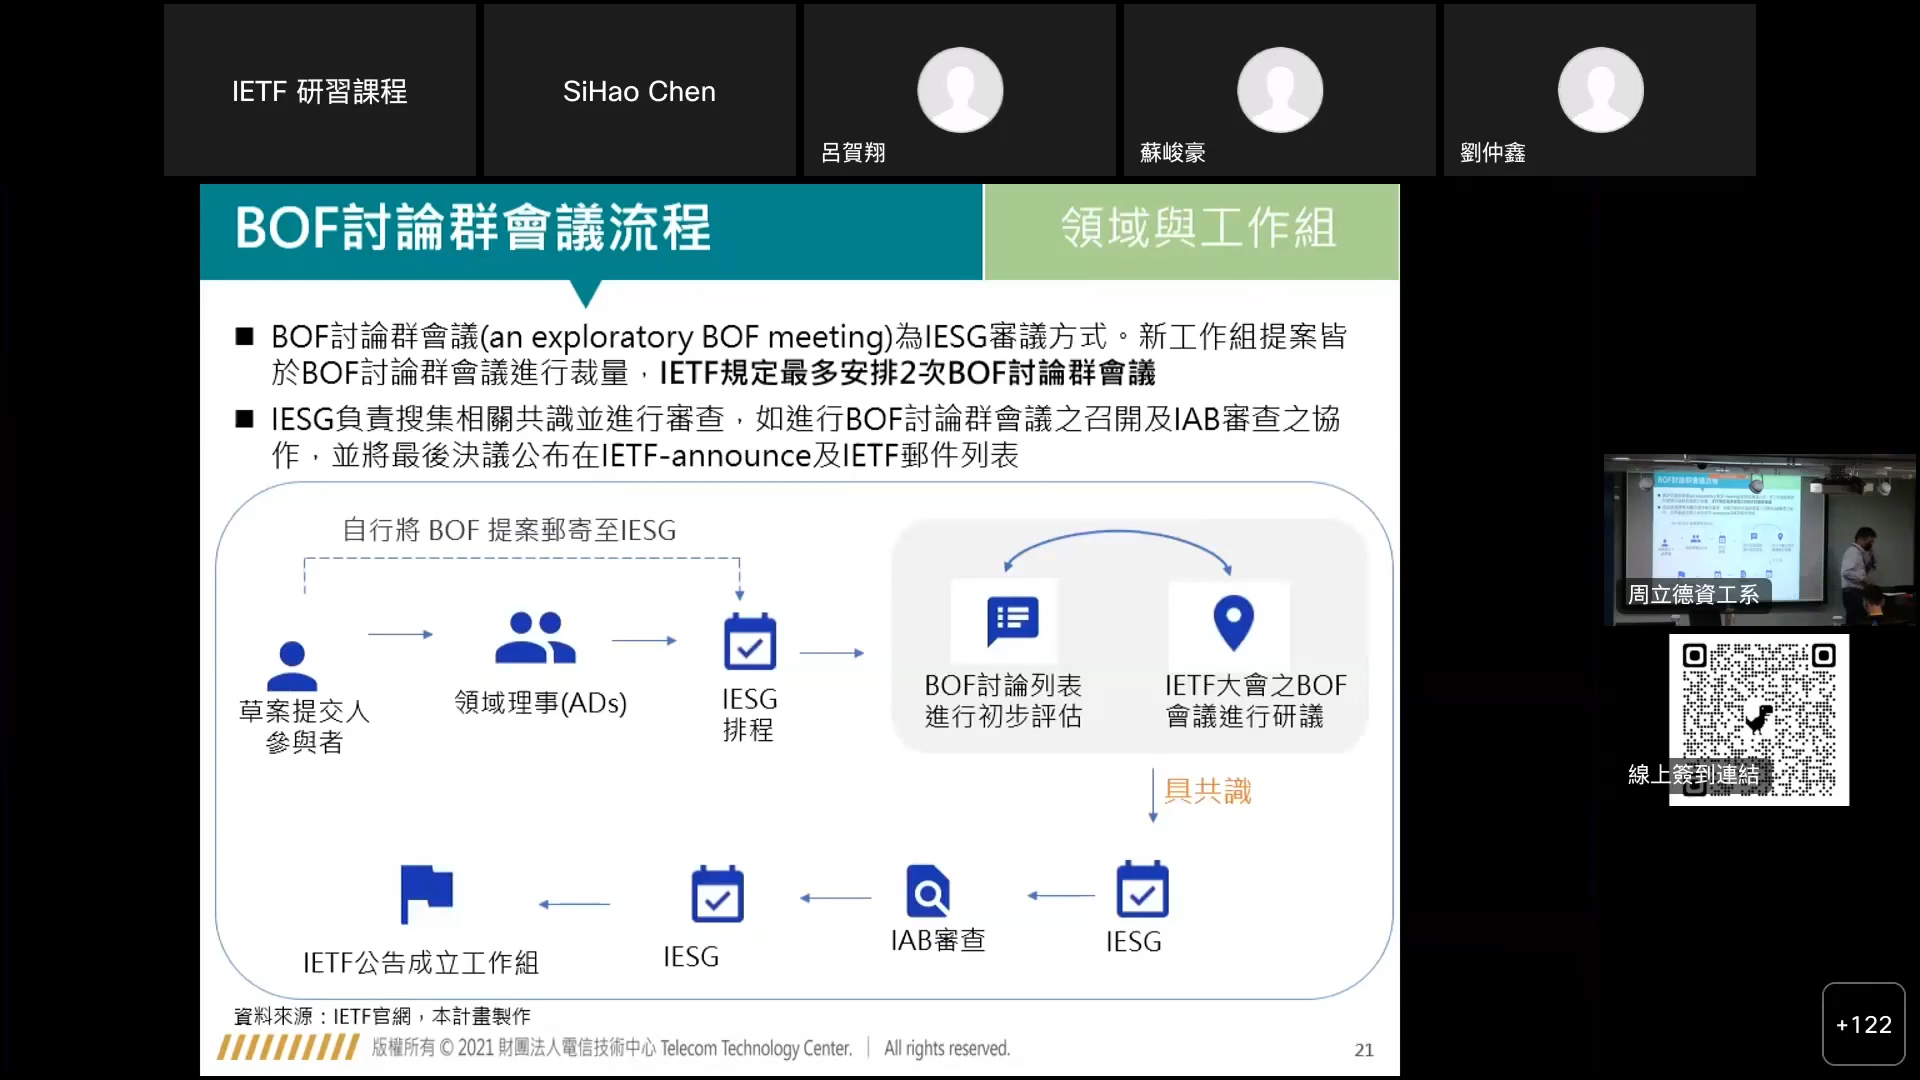 IETF 研習課程
SiHao Chen
呂賀翔
蘇峻豪
劉仲鑫
BOF討論群會議流程
領域與工作組
■ BOF討論群會議(an exploratory BOF meeting)為IESG審議方式。新工作組提案皆
於BOF討論群會議進行裁量，IETF規定最多安排2次BOF討論群會議
■ IESG負責搜集相關共識並進行審查，如進行BOF討論群會議之召開及IAB審查之協
作，並將最後決議公布在IETF-announce及IETF郵件列表
自行將 BOF 提案郵寄至IESG
草案提交人
參與者
領域理事(ADs)
IESG
排程
BOF討論列表
進行初步評估
IETF大會之BOF
會議進行研議
具共識
IETF公告成立工作組
IESG
IAB審查
IESG
資料來源：IETF官網，本計畫製作
版權所有 © 2021 財團法人電信技術中心 Telecom Technology Center. | All rights reserved.
21
BOF討論群會議流程
周立德資工系
線上簽到連結
+122